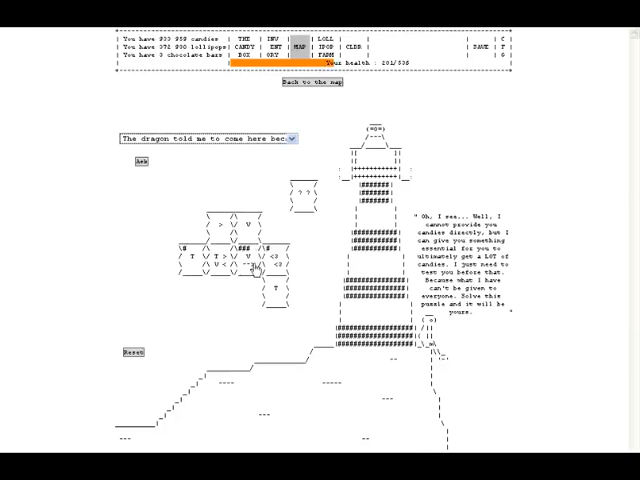 You have 900 959 candies
You have 372 900 lollipops
You have 3 chocolate bars
THE CANDY BOX
INV ENT ORY
MAP
LOLL IPOP FARM
CLDR
SAVE
C F G
Your health : 201/535
Back to the map
The dragon told me to come here bec
Ask
" Oh, I see... Well, I
cannot provide you
candies directly, but I
can give you something
essential for you to
ultimately get a LOT of
candies. I just need to
test you before that.
Because what I have
can't be given to
everyone. Solve this
puzzle and it will be
yours. "
Reset